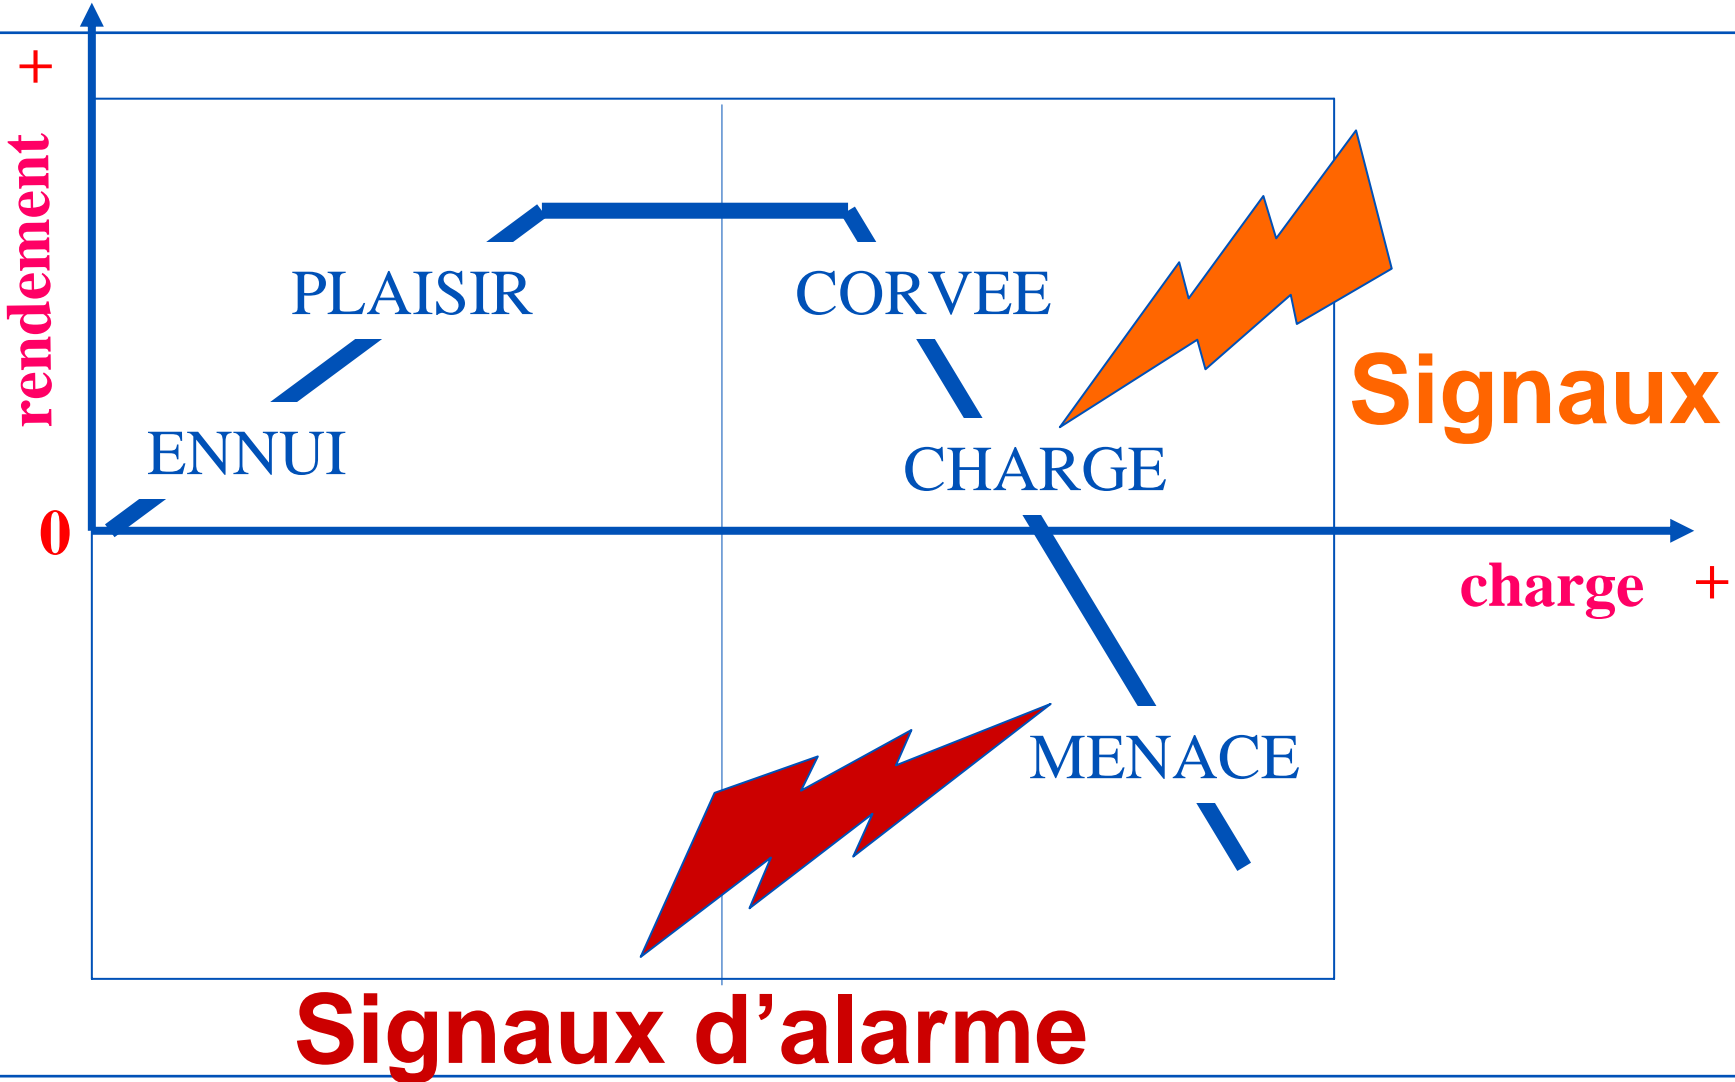 +
rendement
PLAISIR
CORVEE
Signaux
ENNUI
CHARGE
0
charge +
MENACE
Signaux d’alarme